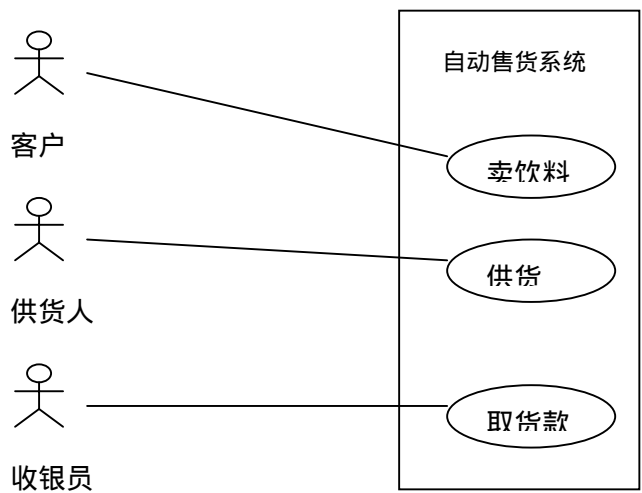 自动售货系统
客户
卖饮料
供货人
供货
收银员
取货款